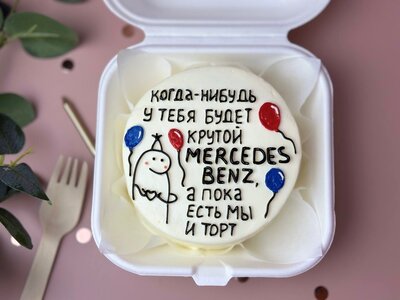 КОГДА-НИБУДЬ
У ТЕБЯ БУДЕТ
КРУТОЙ
MERCEDES
BENZ,
А ПОКА
ЕСТЬ МЫ
И ТОРТ